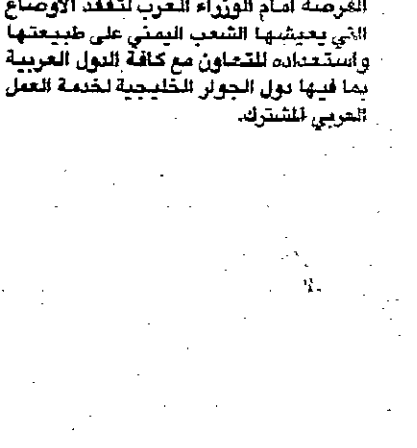 الفرصة أمام الوزراء العرب لتفقد الأوضاع
التي يعيشها الشعب اليمني على طبيعتها
واستعداده للتعاون مع كافة الدول العربية
بما فيها دول الجوار الخليجية لخدمة العمل
العربي المشترك.